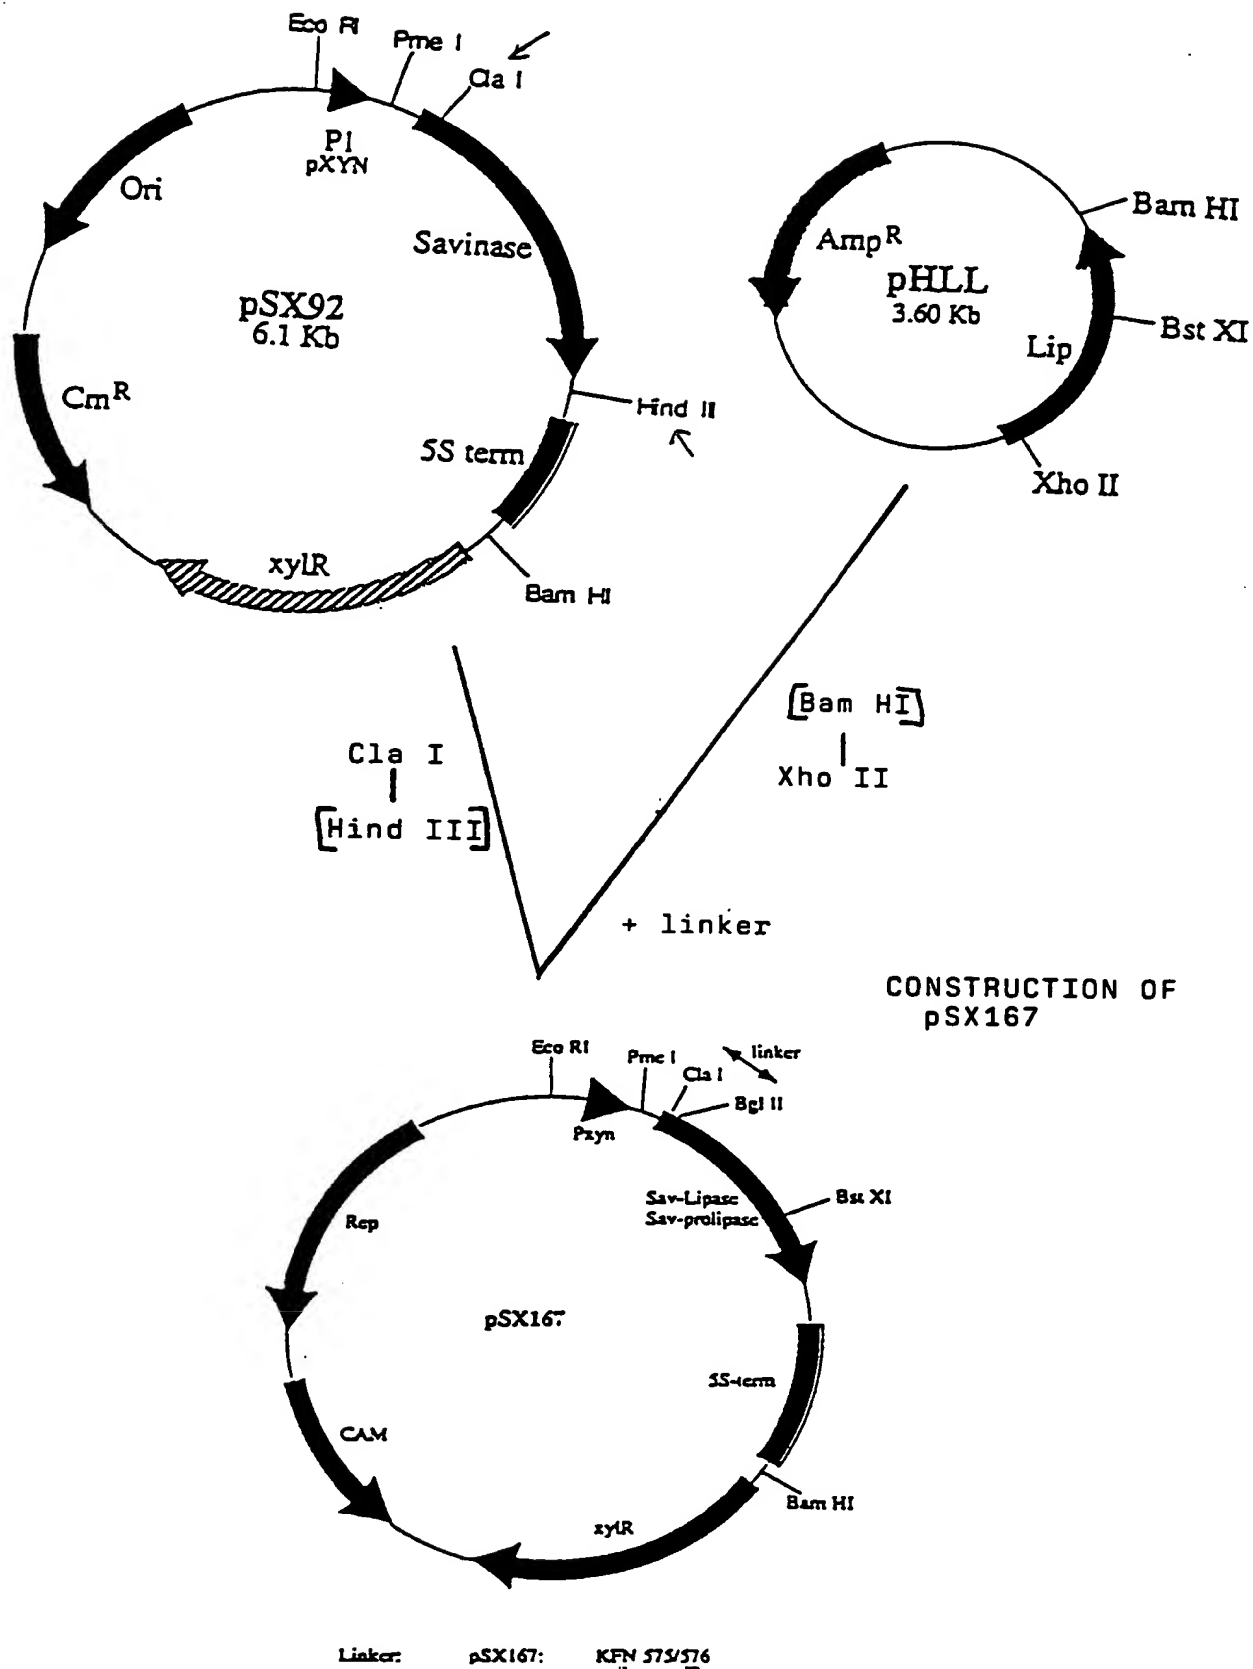 Eco RI
Pme I
Cla I
P1
pXYN
Ori
Savinase
pSX92
6.1 Kb
CmR
Hind II
5S term
xylR
Bam HI
AmpR
pHLL
3.60 Kb
Bam HI
Bst XI
Lip
Xho II
Cla I
[Hind III]
[Bam HI]
Xho II
+ linker
CONSTRUCTION OF
pSX167
Eco RI
Pme I
linker
Cla I
Bgl II
Pxyn
Sav-Lipase
Sav-prolipase
Bst XI
Rep
pSX167
5S-term
CAM
Bam HI
xylR
Linker: pSX167: KFN 575/576